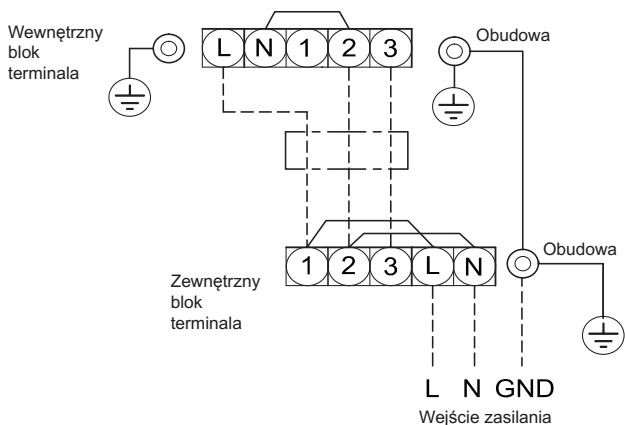 Wewnętrzny
blok
terminala
L N 1 2 3
Obudowa
1 2 3 L N
Obudowa
Zewnętrzny
blok
terminala
L N GND
Wejście zasilania